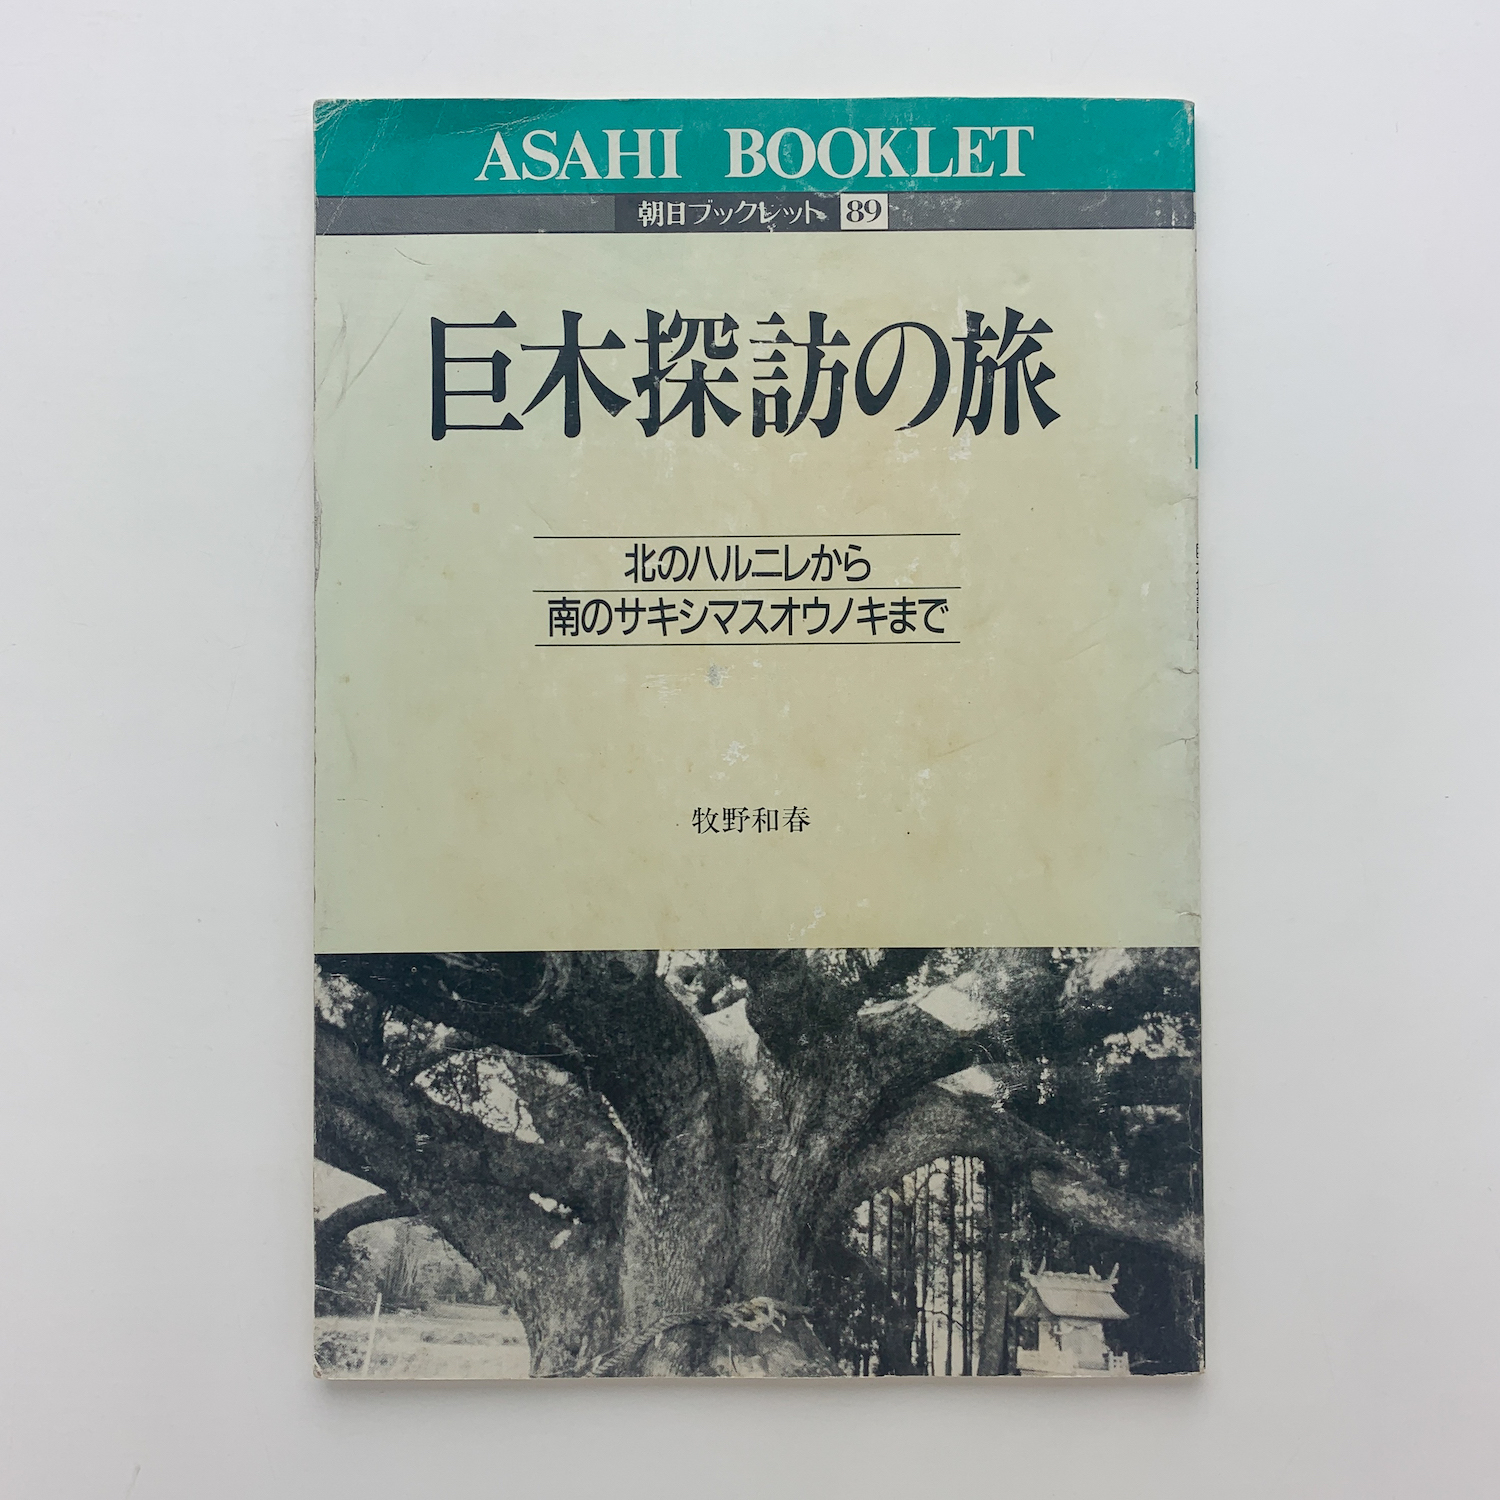 ASAHI BOOKLET
朝日ブックレット 89
巨木探訪の旅
北のハルニレから
南のサキシマスオウノキまで
牧野和春